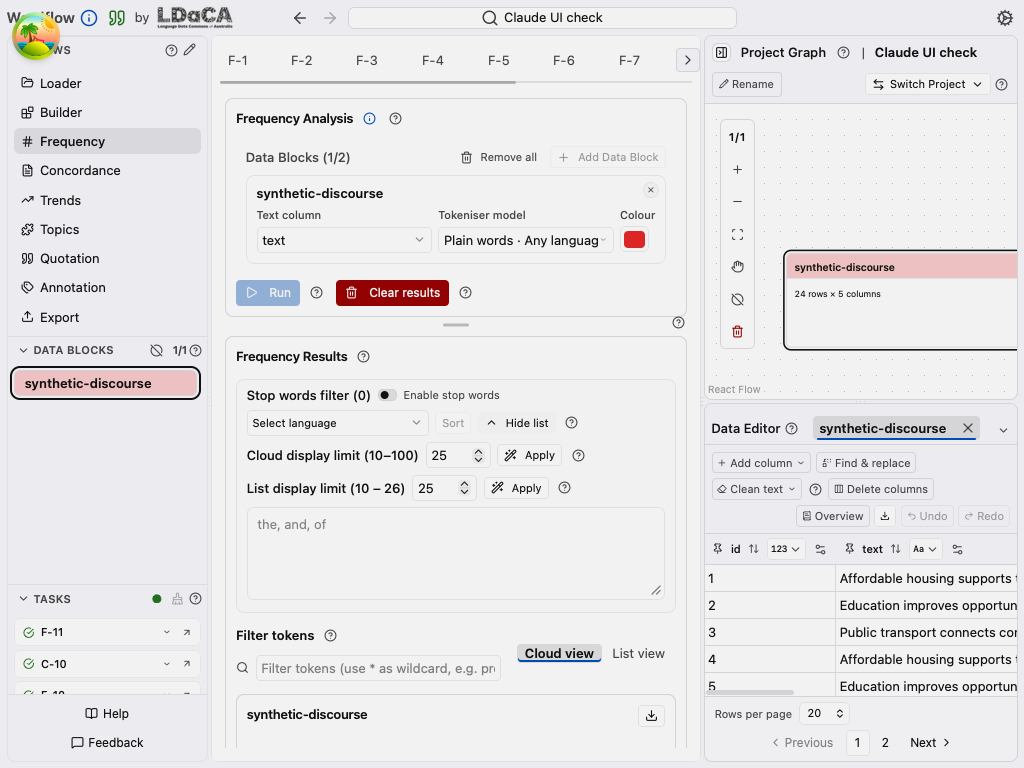 by LDaCA
Language Data Commons of Australia
Claude UI check
Loader
Builder
Frequency
Concordance
Trends
Topics
Quotation
Annotation
Export
DATA BLOCKS 1/1
synthetic-discourse
TASKS
F-11
C-10
Help
Feedback
F-1 F-2 F-3 F-4 F-5 F-6 F-7
Frequency Analysis
Data Blocks (1/2) Remove all Add Data Block
synthetic-discourse
Text column Tokeniser model Colour
text Plain words · Any languag
Run Clear results
Frequency Results
Stop words filter (0) Enable stop words
Select language Sort Hide list
Cloud display limit (10–100) 25 Apply
List display limit (10 – 26) 25 Apply
the, and, of
Filter tokens
Cloud view List view
Filter tokens (use * as wildcard, e.g. pr
synthetic-discourse
Project Graph | Claude UI check
Rename Switch Project
1/1
synthetic-discourse
24 rows × 5 columns
React Flow
Data Editor synthetic-discourse
Add column Find & replace
Clean text Delete columns
Overview Undo Redo
id 123 text Aa
1 Affordable housing supports
2 Education improves opportun
3 Public transport connects co
4 Affordable housing supports
5 Education improves opportun
Rows per page 20
Previous 1 2 Next